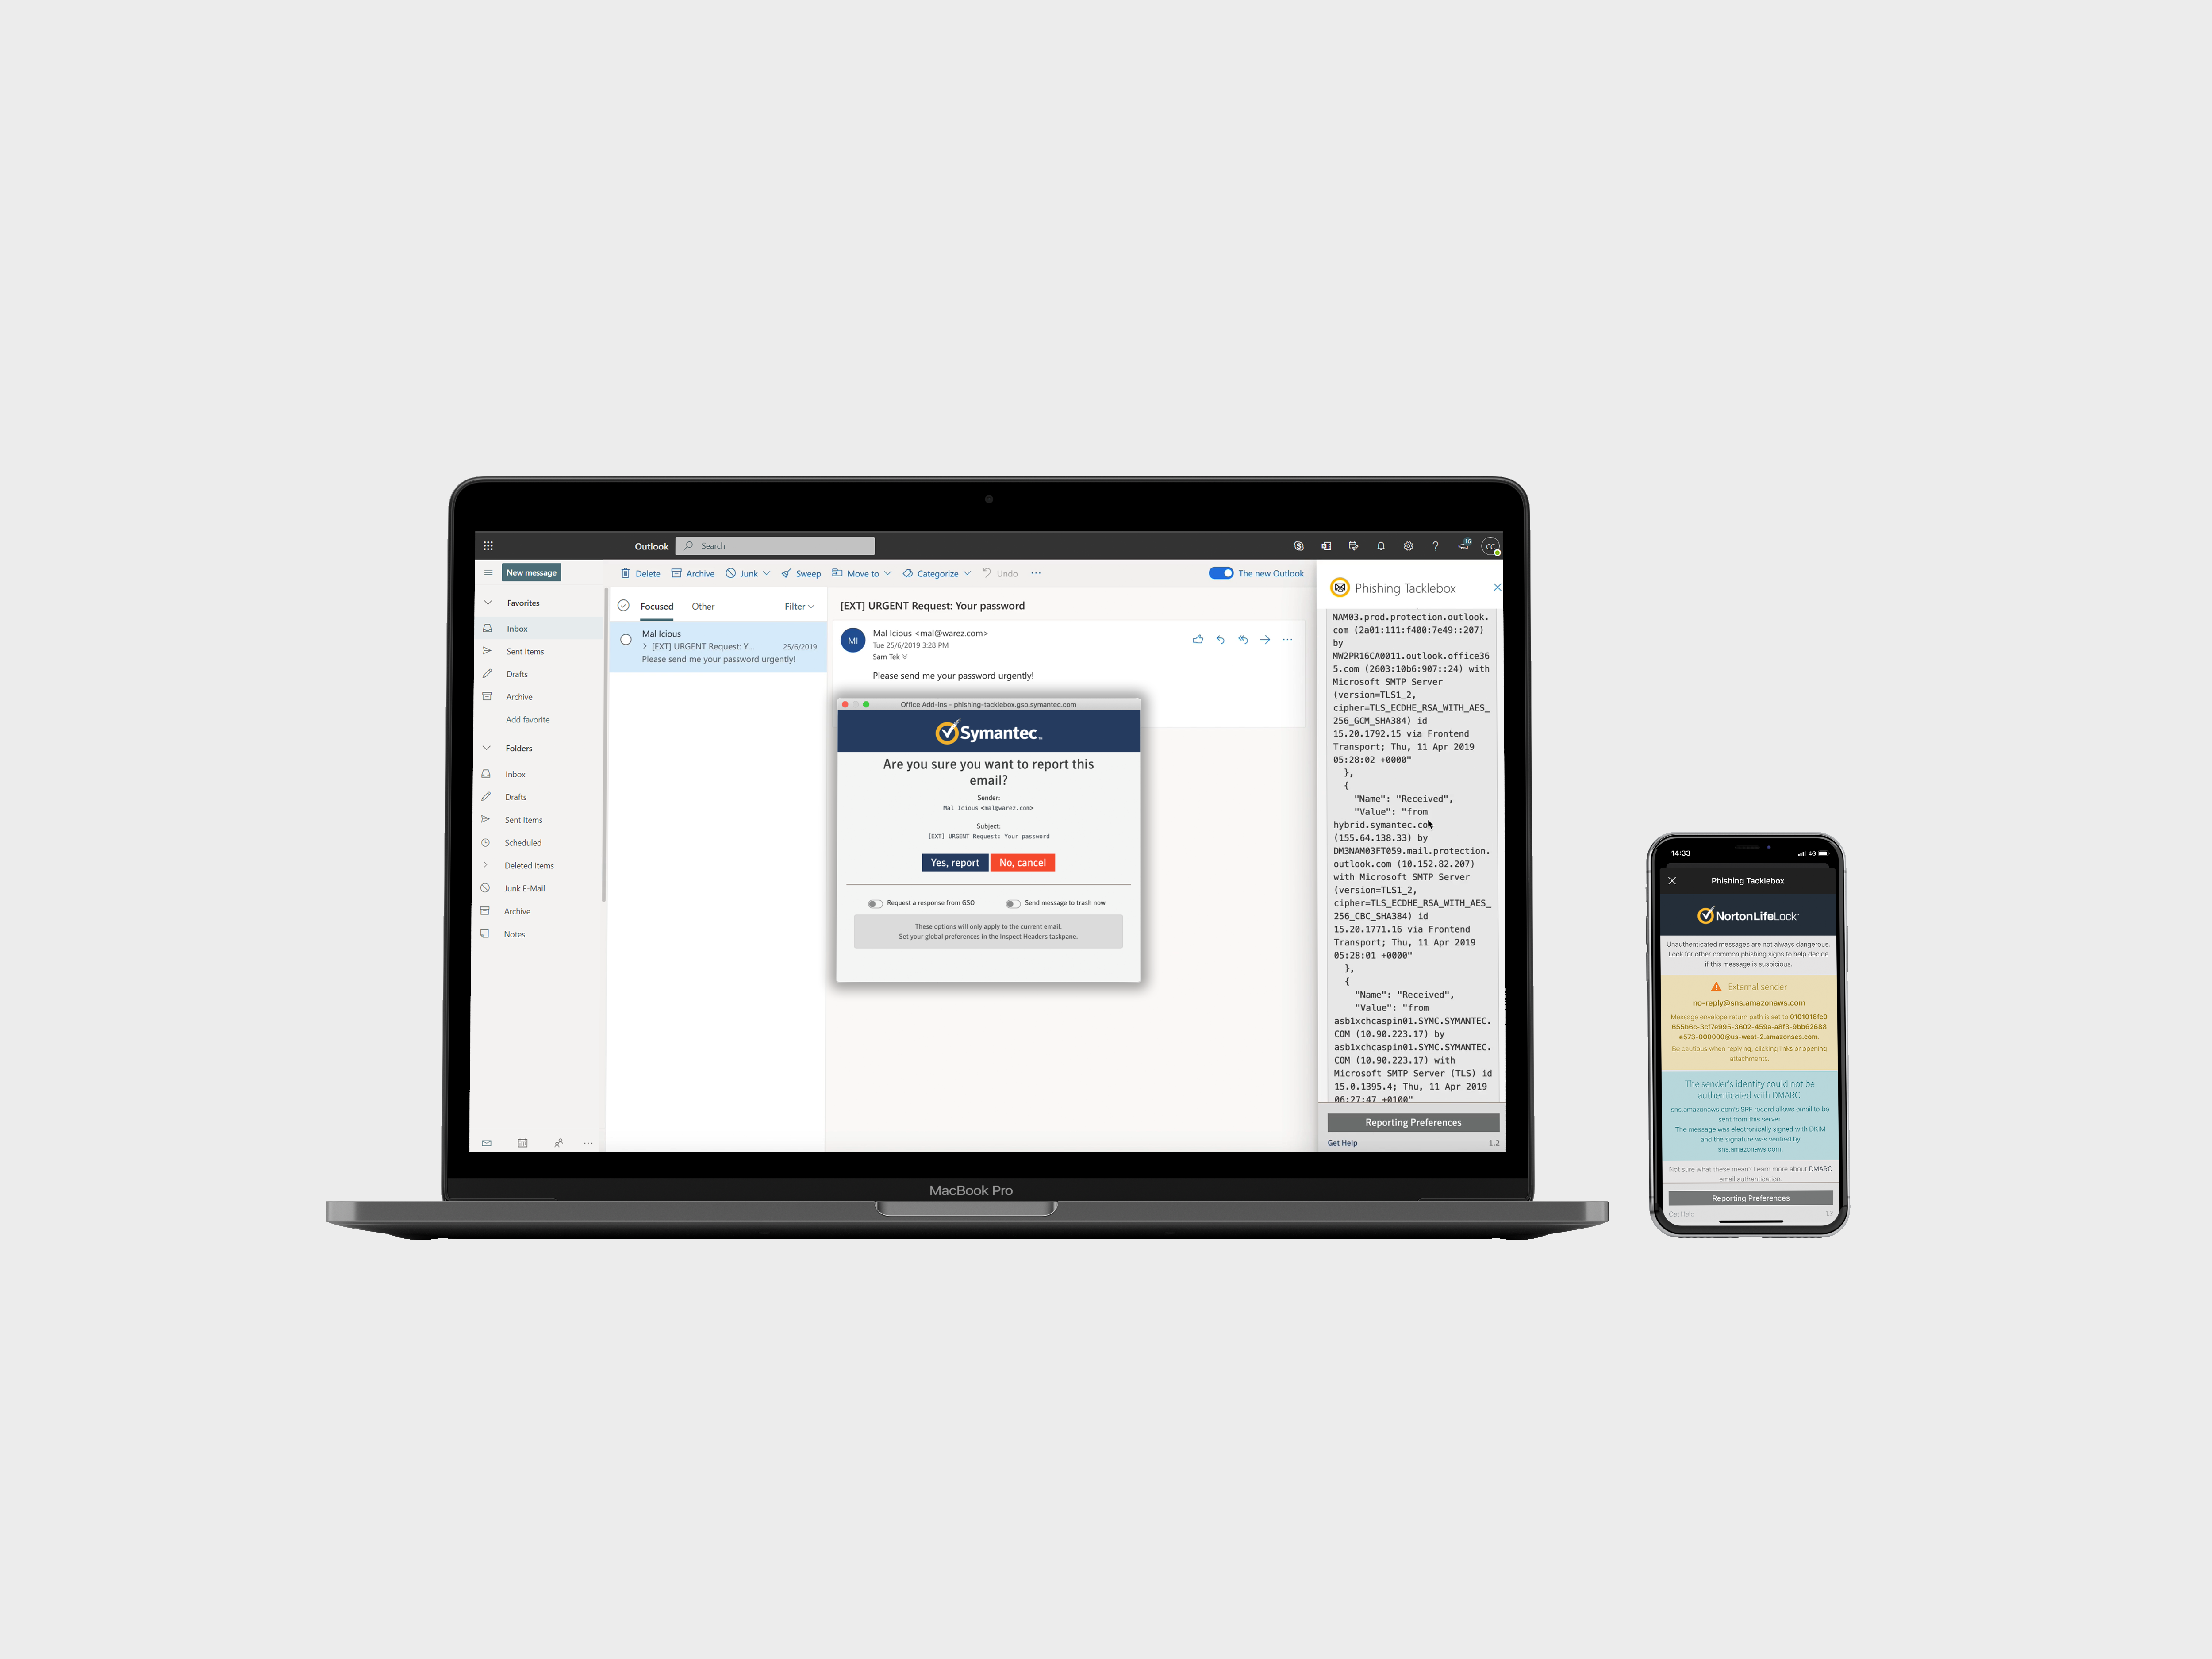 Outlook
Search
16
CC
New message
Delete
Archive
Junk
Sweep
Move to
Categorize
Undo
The new Outlook
Favorites
Inbox
Sent Items
Drafts
Archive
Add favorite
Folders
Inbox
Drafts
Sent Items
Scheduled
Deleted Items
Junk E-Mail
Archive
Notes
Focused
Other
Filter
Mal Icious
[EXT] URGENT Request: Y...
25/6/2019
Please send me your password urgently!
[EXT] URGENT Request: Your password
MI
Mal Icious <mal@warez.com>
Tue 25/6/2019 3:28 PM
Sam Tek
Please send me your password urgently!
Office Add-ins - phishing-tacklebox.gso.symantec.com
Symantec™
Are you sure you want to report this
email?
Sender:
Mal Icious <mal@warez.com>
Subject:
[EXT] URGENT Request: Your password
Yes, report
No, cancel
Request a response from GSO
Send message to trash now
These options will only apply to the current email.
Set your global preferences in the Inspect Headers taskpane.
Phishing Tacklebox
NAM03.prod.protection.outlook.
com (2a01:111:f400:7e49::207)
by
MW2PR16CA0011.outlook.office36
5.com (2603:10b6:907::24) with
Microsoft SMTP Server
(version=TLS1_2,
cipher=TLS_ECDHE_RSA_WITH_AES_
256_GCM_SHA384) id
15.20.1792.15 via Frontend
Transport; Thu, 11 Apr 2019
05:28:02 +0000"
},
{
"Name": "Received",
"Value": "from
hybrid.symantec.com
(155.64.138.33) by
DM3NAM03FT059.mail.protection.
outlook.com (10.152.82.207)
with Microsoft SMTP Server
(version=TLS1_2,
cipher=TLS_ECDHE_RSA_WITH_AES_
256_CBC_SHA384) id
15.20.1771.16 via Frontend
Transport; Thu, 11 Apr 2019
05:28:01 +0000"
},
{
"Name": "Received",
"Value": "from
asb1xchcaspin01.SYMC.SYMANTEC.
COM (10.90.223.17) by
asb1xchcaspin01.SYMC.SYMANTEC.
COM (10.90.223.17) with
Microsoft SMTP Server (TLS) id
15.0.1395.4; Thu, 11 Apr 2019
06:27:47 +0100"
Reporting Preferences
Get Help
1.2
MacBook Pro
14:33
4G
Phishing Tacklebox
NortonLifeLock™
Unauthenticated messages are not always dangerous.
Look for other common phishing signs to help decide
if this message is suspicious.
External sender
no-reply@sns.amazonaws.com
Message envelope return path is set to 0101016fc0
655b6c-3cf7e995-3602-459a-a8f3-9bb62688
e573-000000@us-west-2.amazonses.com
Be cautious when replying, clicking links or opening
attachments.
The sender's identity could not be
authenticated with DMARC.
sns.amazonaws.com's SPF record allows email to be
sent from this server.
The message was electronically signed with DKIM
and the signature was verified by
sns.amazonaws.com.
Not sure what these mean? Learn more about DMARC
email authentication.
Reporting Preferences
Get Help